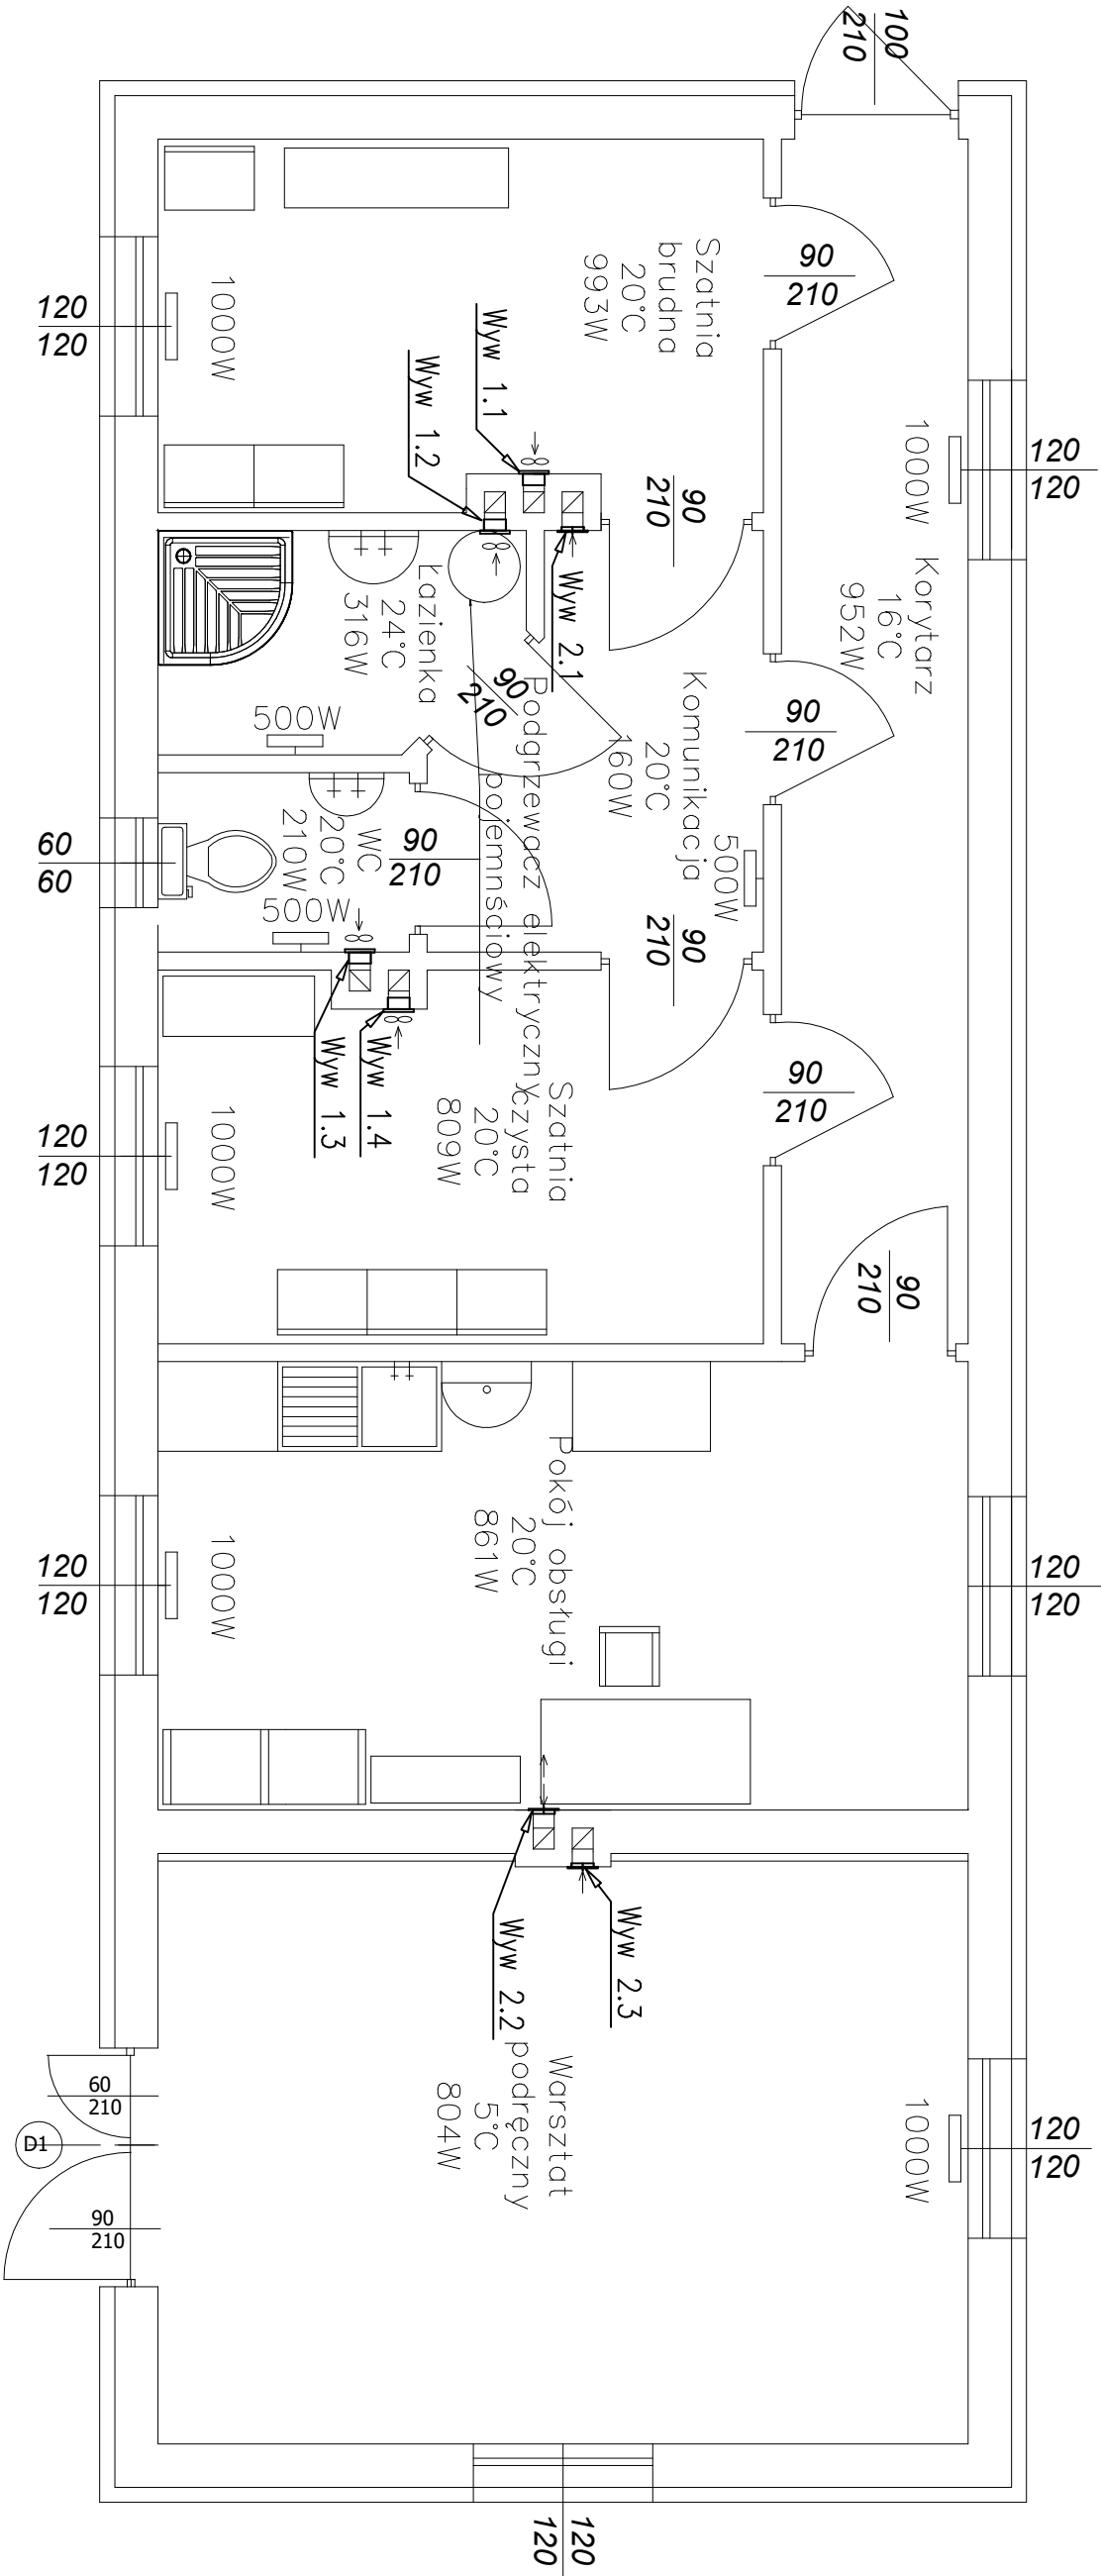 100
210
90
210
Szatnia
brudna
20°C
993W
1000W
120
120
Wyw 1.1
Wyw 1.2
120
120
1000W
Korytarz
16°C
952W
90
210
Wyw 2.1
Łazienka
24°C
316W
500W
90
210
90
210
Komunikacja
20°C
160W
500W
Podgrzewacz elektryczny
pojemnściowy
WC
20°C
210W
500W
90
210
60
60
90
210
Wyw 1.3
Wyw 1.4
90
210
Szatnia
czysta
20°C
809W
1000W
120
120
90
210
Pokój obsługi
20°C
861W
1000W
120
120
120
120
Wyw 2.3
Wyw 2.2
Warsztat
podręczny
5°C
804W
1000W
120
120
60
210
D1
90
210
120
120